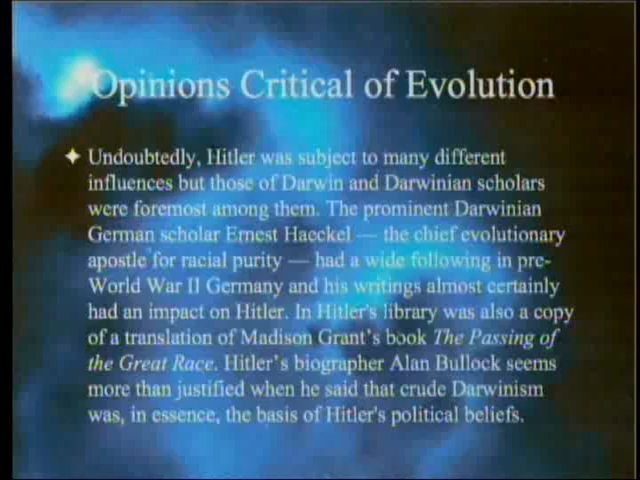 Opinions Critical of Evolution
Undoubtedly, Hitler was subject to many different
influences but those of Darwin and Darwinian scholars
were foremost among them. The prominent Darwinian
German scholar Ernest Haeckel — the chief evolutionary
apostle for racial purity — had a wide following in pre-
World War II Germany and his writings almost certainly
had an impact on Hitler. In Hitler's library was also a copy
of a translation of Madison Grant's book The Passing of
the Great Race. Hitler's biographer Alan Bullock seems
more than justified when he said that crude Darwinism
was, in essence, the basis of Hitler's political beliefs.